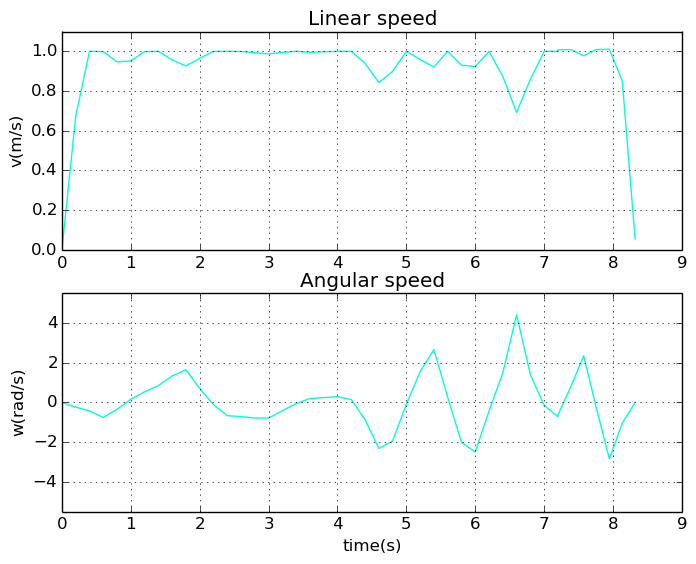 Linear speed
v(m/s)
1.0
0.8
0.6
0.4
0.2
0.0
0 1 2 3 4 5 6 7 8 9
Angular speed
w(rad/s)
4
2
0
−2
−4
0 1 2 3 4 5 6 7 8 9
time(s)